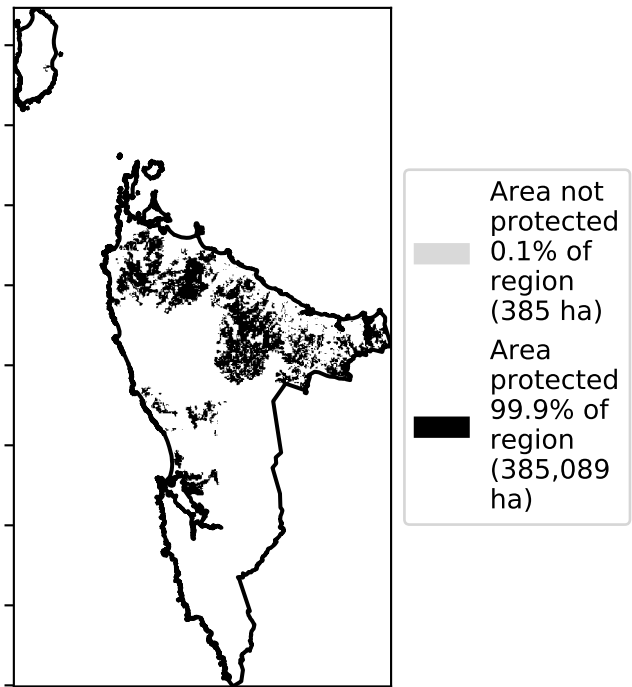 Area not
protected
0.1% of
region
(385 ha)
Area
protected
99.9% of
region
(385,089
ha)